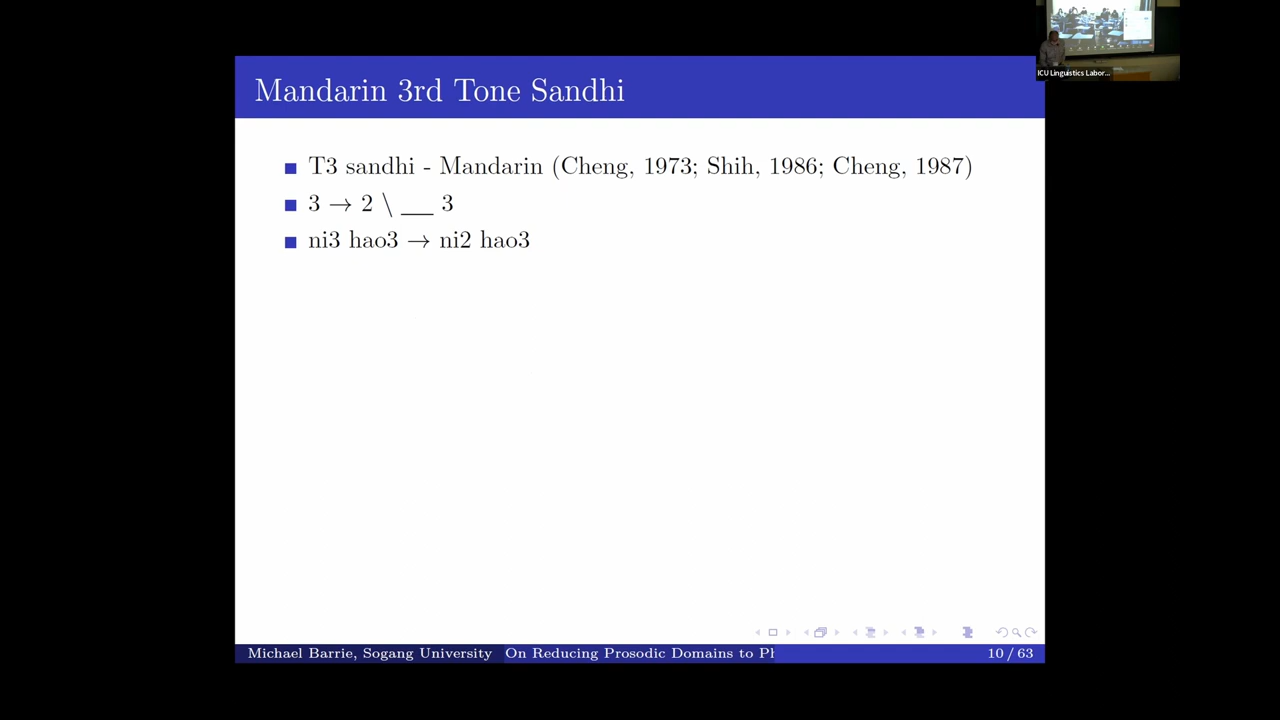 ICU Linguistics Labor...
Mandarin 3rd Tone Sandhi
T3 sandhi - Mandarin (Cheng, 1973; Shih, 1986; Cheng, 1987)
3 → 2 \ __ 3
ni3 hao3 → ni2 hao3
Michael Barrie, Sogang University On Reducing Prosodic Domains to Ph 10 / 63